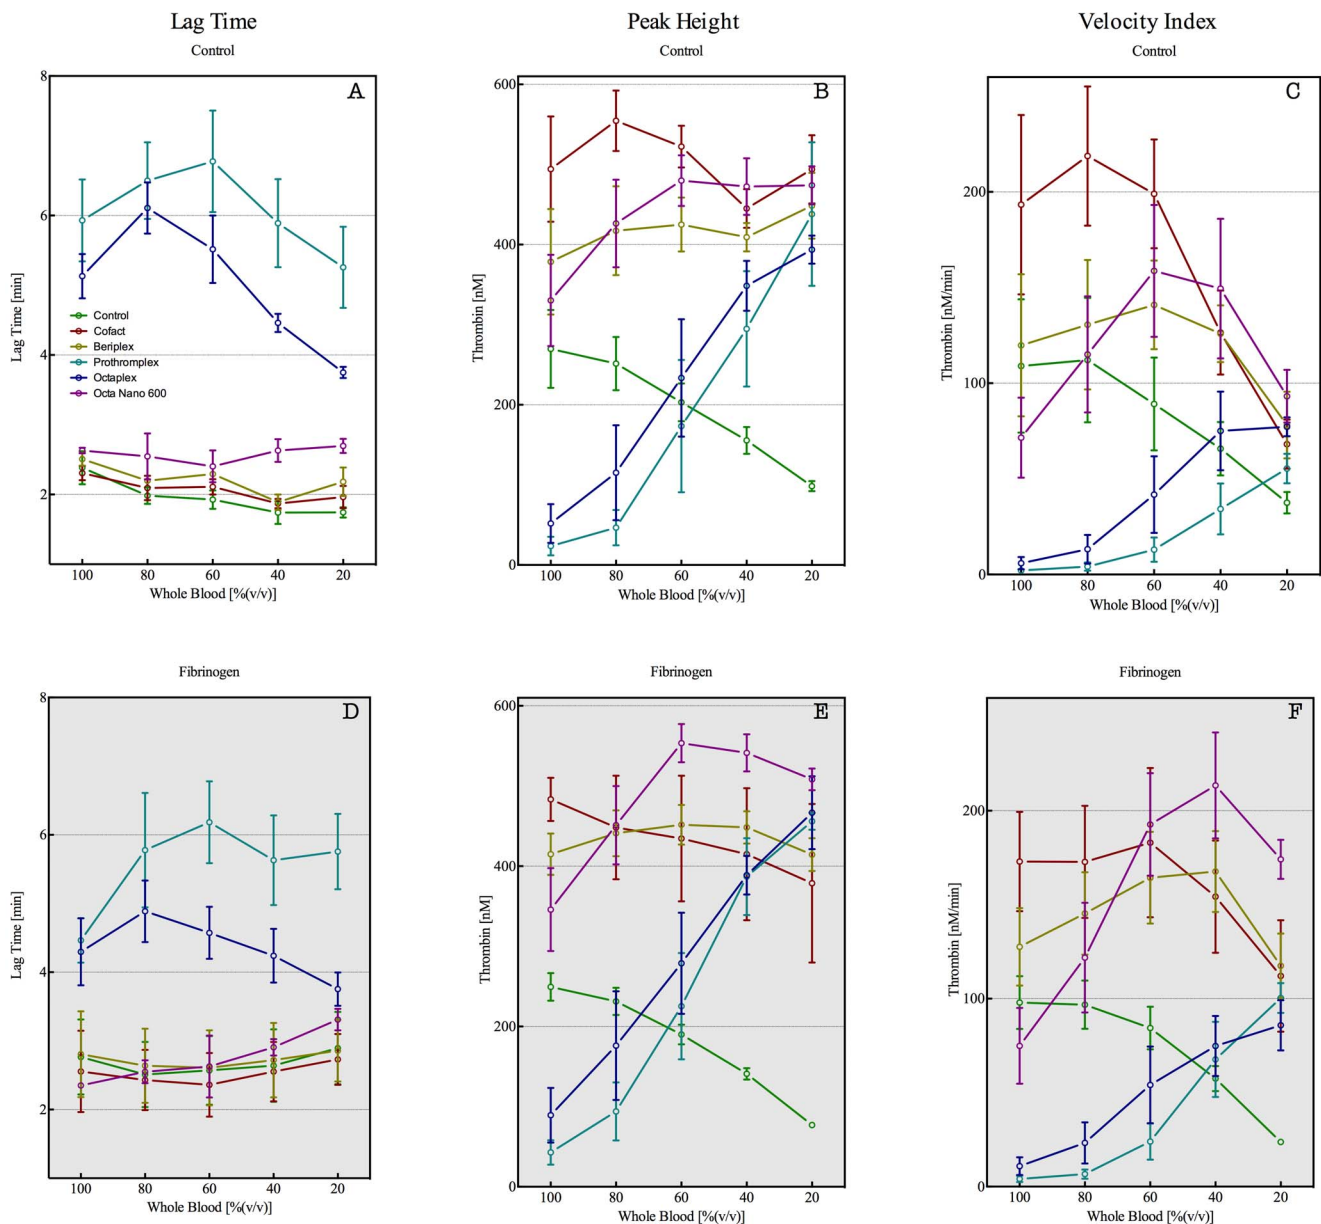 Lag Time
Peak Height
Velocity Index
Control
Control
Control
A
B
C
8
6
4
2
Lag Time [min]
Control
Cofact
Beriplex
Prothromplex
Octaplex
Octa Nano 600
100 80 60 40 20
Whole Blood [%(v/v)]
600
400
200
0
Thrombin [nM]
100 80 60 40 20
Whole Blood [%(v/v)]
200
100
0
Thrombin [nM/min]
100 80 60 40 20
Whole Blood [%(v/v)]
Fibrinogen
Fibrinogen
Fibrinogen
D
E
F
8
6
4
2
Lag Time [min]
100 80 60 40 20
Whole Blood [%(v/v)]
600
400
200
0
Thrombin [nM]
100 80 60 40 20
Whole Blood [%(v/v)]
200
100
0
Thrombin [nM/min]
100 80 60 40 20
Whole Blood [%(v/v)]